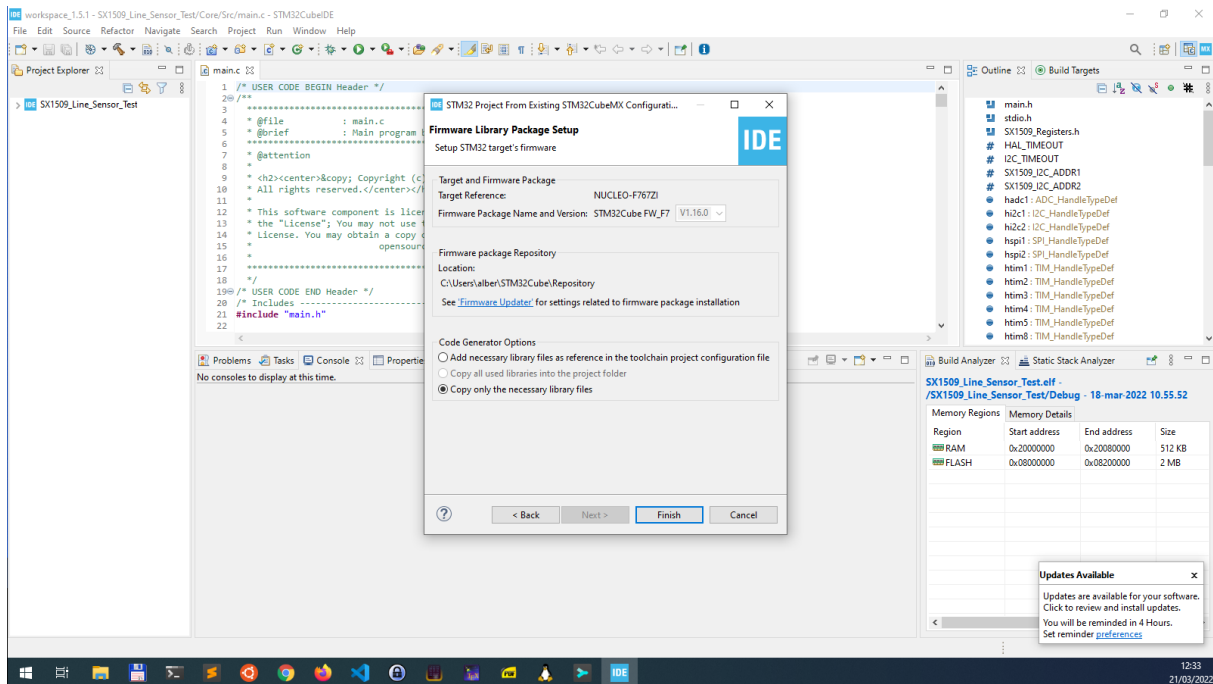 IDE workspace_1.5.1 - SX1509_Line_Sensor_Test/Core/Src/main.c - STM32CubeIDE
File Edit Source Refactor Navigate Search Project Run Window Help
Project Explorer
SX1509_Line_Sensor_Test
main.c
1 /* USER CODE BEGIN Header */
2 /**
3 ******************************************
4 * @file : main.c
5 * @brief : Main program
6 ******************************************
7 * @attention
8 *
9 * <h2><center>&copy; Copyright (c)
10 * All rights reserved.</center></
11 *
12 * This software component is
13 * the "License"; You may not use
14 * License. You may obtain a copy
15 *
16 *
17 ******************************************
18 */
19 /* USER CODE END Header */
20 /* Includes ----------------------
21 #include "main.h"
22
IDE STM32 Project From Existing STM32CubeMX Configurati...
Firmware Library Package Setup
Setup STM32 target's firmware
IDE
Target and Firmware Package
Target Reference: NUCLEO-F767ZI
Firmware Package Name and Version: STM32Cube FW_F7 V1.16.0
Firmware package Repository
Location:
C:\Users\alber\STM32Cube\Repository
See 'Firmware Updater' for settings related to firmware package installation
Code Generator Options
Add necessary library files as reference in the toolchain project configuration file
Copy all used libraries into the project folder
Copy only the necessary library files
< Back Next > Finish Cancel
Problems Tasks Console Propertie
No consoles to display at this time.
Outline Build Targets
main.h
stdio.h
SX1509_Registers.h
HAL_TIMEOUT
I2C_TIMEOUT
SX1509_I2C_ADDR1
SX1509_I2C_ADDR2
hadc1 : ADC_HandleTypeDef
hi2c1 : I2C_HandleTypeDef
hi2c2 : I2C_HandleTypeDef
hspi1 : SPI_HandleTypeDef
hspi2 : SPI_HandleTypeDef
htim1 : TIM_HandleTypeDef
htim2 : TIM_HandleTypeDef
htim3 : TIM_HandleTypeDef
htim4 : TIM_HandleTypeDef
htim5 : TIM_HandleTypeDef
htim8 : TIM_HandleTypeDef
Build Analyzer Static Stack Analyzer
SX1509_Line_Sensor_Test.elf -
/SX1509_Line_Sensor_Test/Debug - 18-mar-2022 10.55.52
Memory Regions Memory Details
Region Start address End address Size
RAM 0x20000000 0x20080000 512 KB
FLASH 0x08000000 0x08200000 2 MB
Updates Available x
Updates are available for your software.
Click to review and install updates.
You will be reminded in 4 Hours.
Set reminder preferences
IDE
12:33
21/03/2022